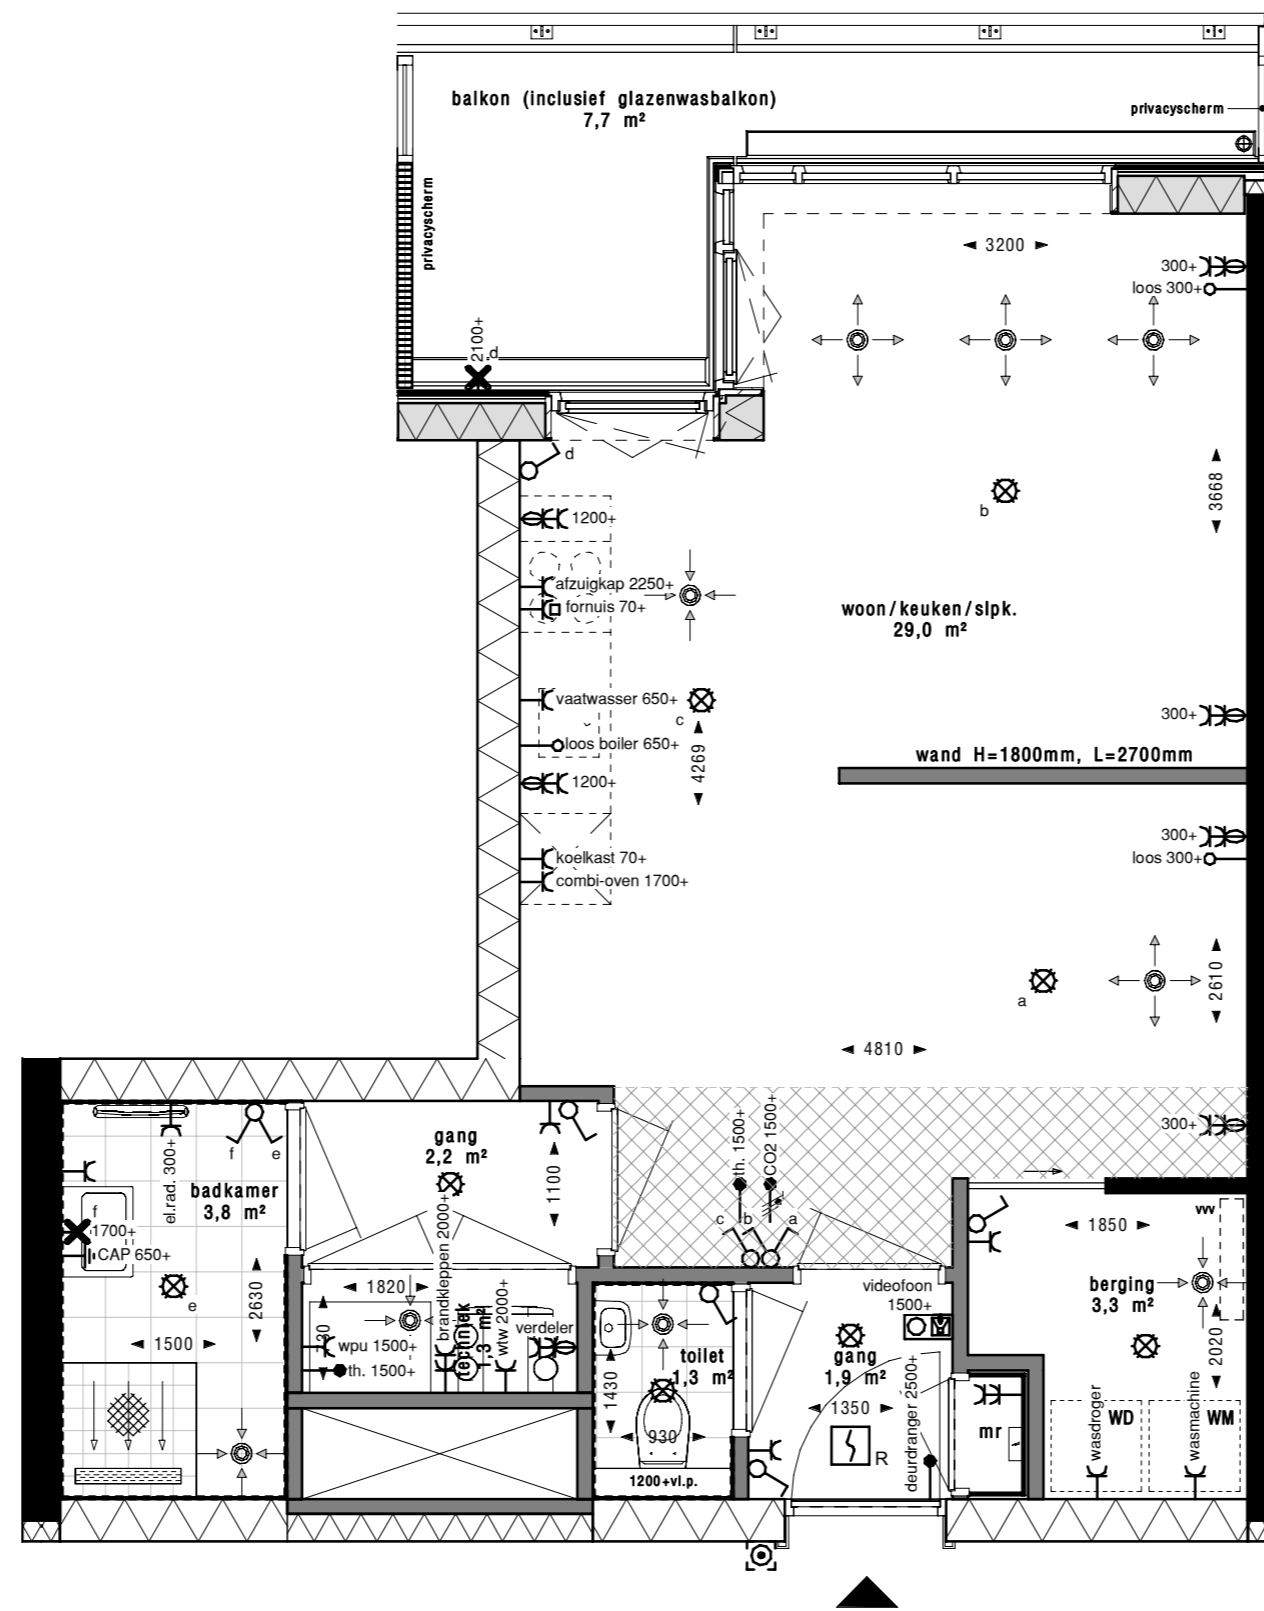 balkon (inclusief glazenwasbalkon)
7,7 m²
privacyscherm
privacyscherm
3200
300+
loos 300+
2100+
d
d
3668
b
1200+
afzuigkap 2250+
fornuis 70+
woon/keuken/slpk.
29,0 m²
vaatwasser 650+
c
300+
loos boiler 650+
4269
wand H=1800mm, L=2700mm
1200+
300+
loos 300+
koelkast 70+
combi-oven 1700+
2610
a
4810
300+
gang
2,2 m²
1100
th. 1500+
CO2 1500+
f
e
el.rad. 300+
badkamer
3,8 m²
f
1700+
CAP 650+
e
2630
1500
c
b
a
1850
vvv
berging
3,3 m²
2020
1820
brandkleppen 2000+
730
techniek
1,3 m²
wtw 2000+
verdeler
wpu 1500+
th. 1500+
videofoon
1500+
toilet
1,3 m²
1430
930
1200+vl.p.
gang
1,9 m²
1350
R
deurdranger 2500+
mr
wasdroger
WD
wasmachine
WM